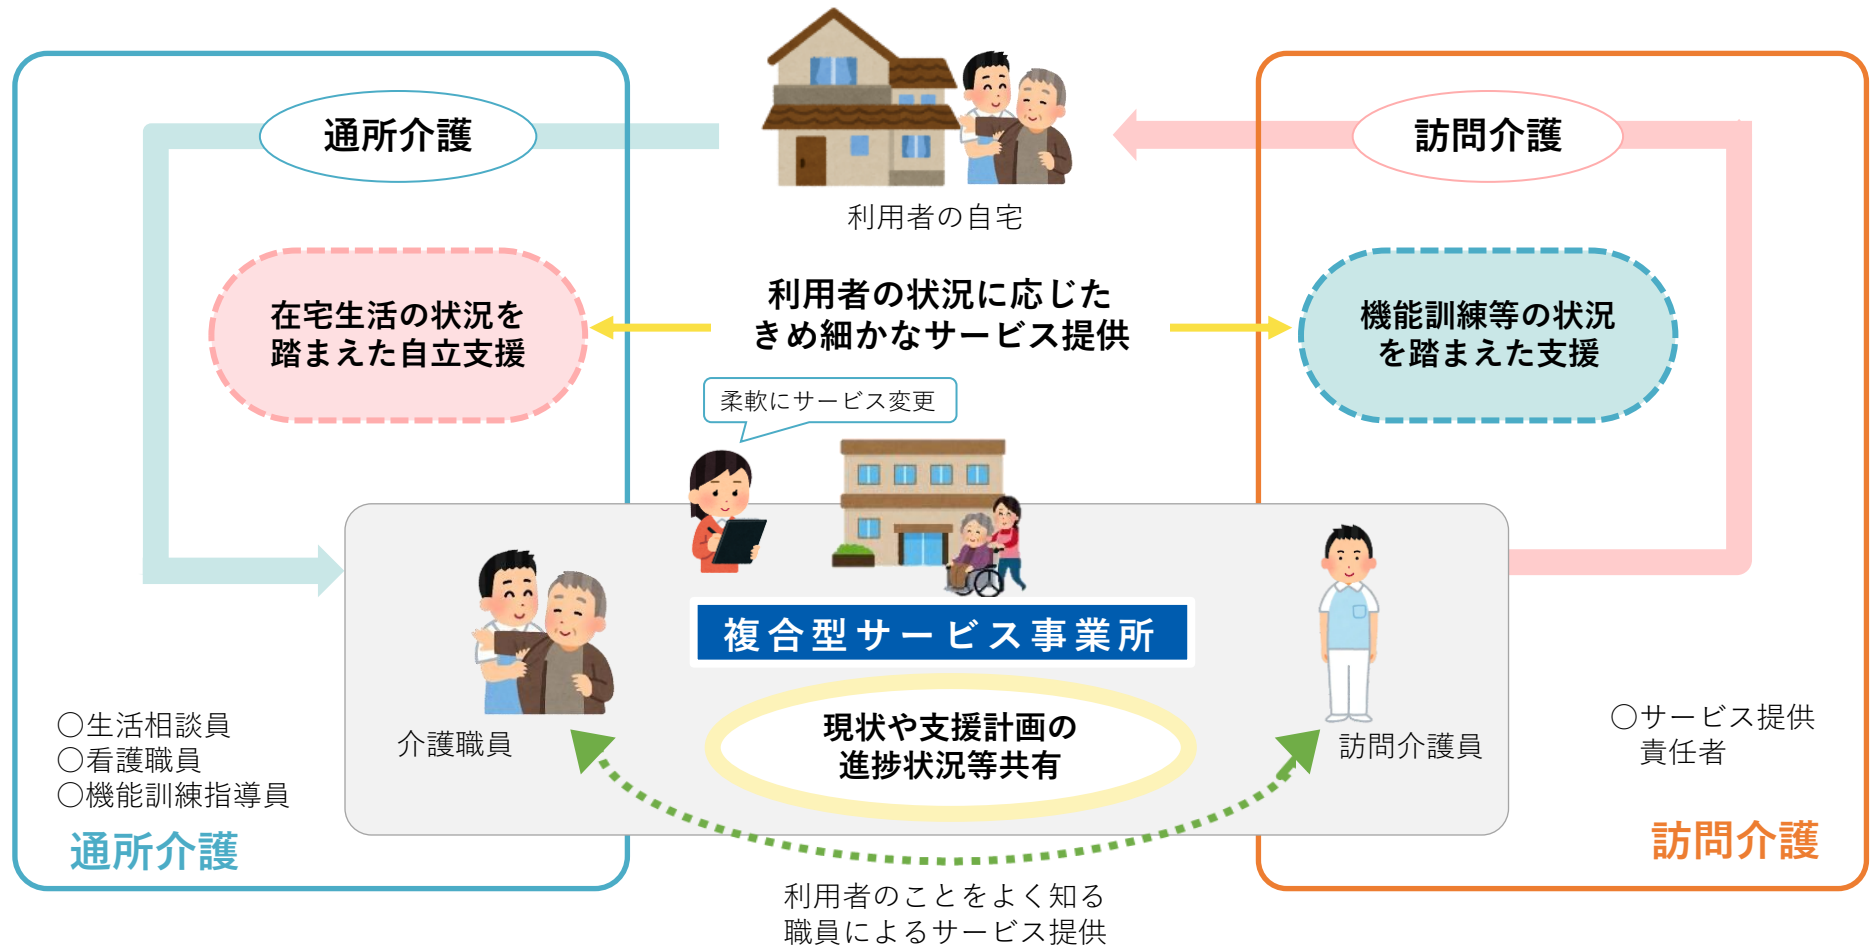 通所介護
訪問介護
利用者の自宅
在宅生活の状況を
踏まえた自立支援
利用者の状況に応じた
きめ細かなサービス提供
機能訓練等の状況
を踏まえた支援
柔軟にサービス変更
複合型サービス事業所
現状や支援計画の
進捗状況等共有
介護職員
訪問介護員
〇生活相談員
〇看護職員
〇機能訓練指導員
通所介護
〇サービス提供
責任者
訪問介護
利用者のことをよく知る
職員によるサービス提供